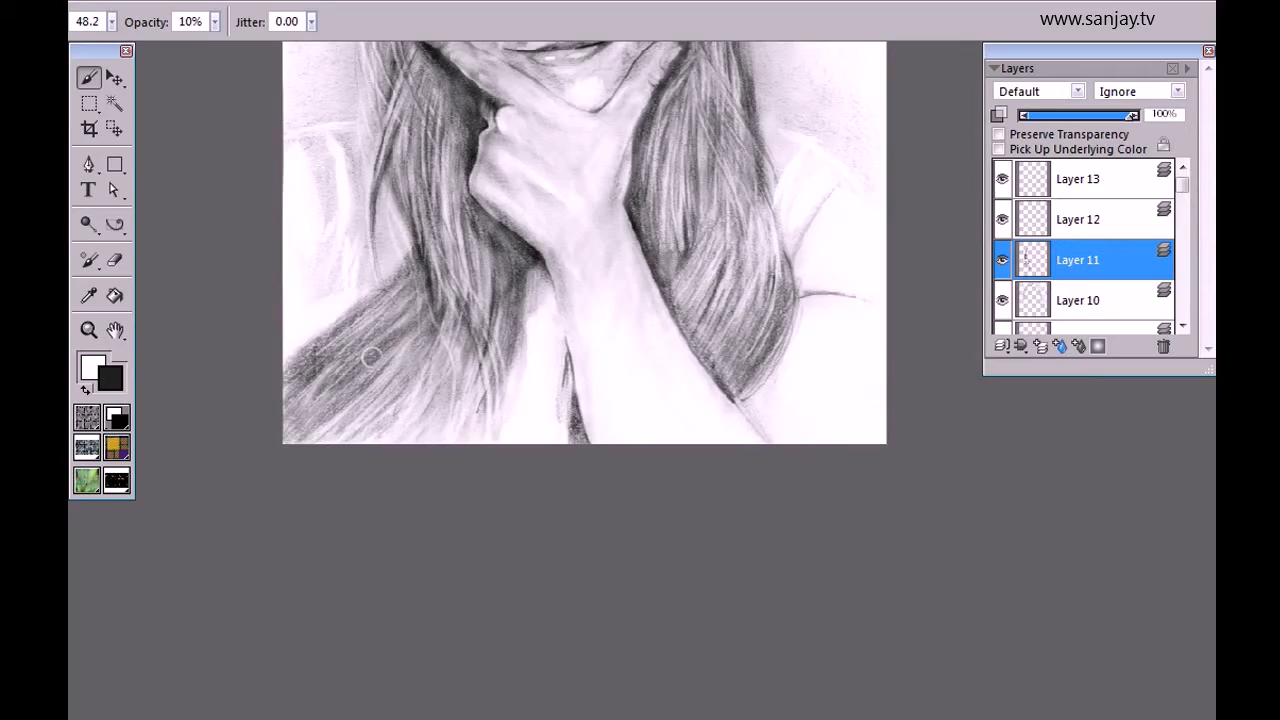 48.2 Opacity: 10% Jitter: 0.00
www.sanjay.tv
Layers
Default Ignore
100%
Preserve Transparency
Pick Up Underlying Color
Layer 13
Layer 12
Layer 11
Layer 10
T